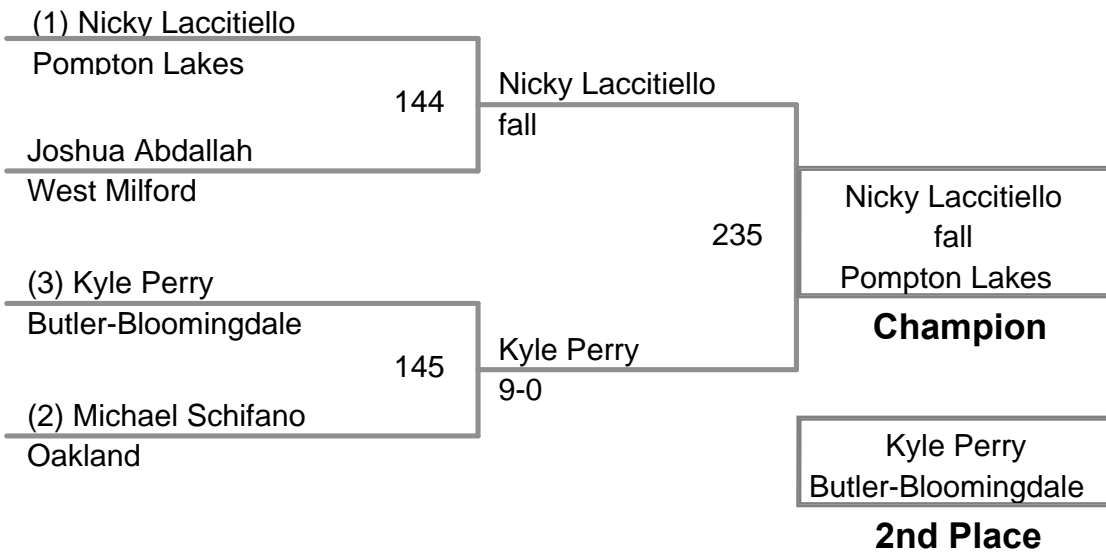 (1) Nicky Laccitiello
Pompton Lakes
144
Joshua Abdallah
West Milford
Nicky Laccitiello
fall
(3) Kyle Perry
Butler-Bloomingdale
145
(2) Michael Schifano
Oakland
Kyle Perry
9-0
235
Nicky Laccitiello
fall
Pompton Lakes
Champion
Kyle Perry
Butler-Bloomingdale
2nd Place